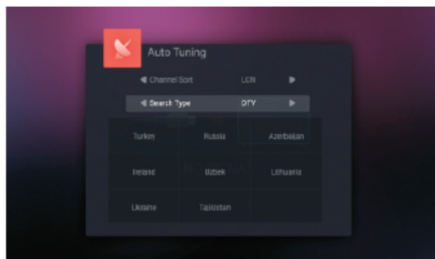 Auto Tuning
Channel Sort LCN
Search Type DTV
Turkey Russia Azerbaijan
Ireland Uzbek Lithuania
Ukraine Tajikistan